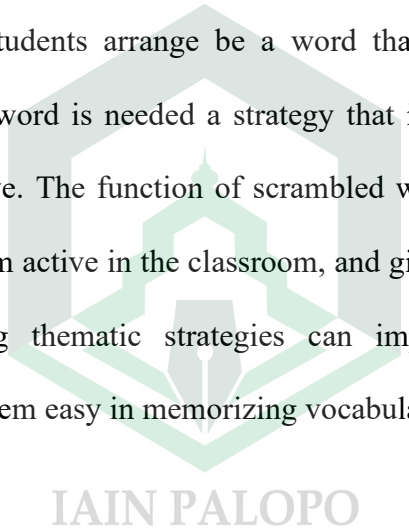 tudents arrange be a word tha
word is needed a strategy that
e. The function of scrambled w
active in the classroom, and gi
thematic strategies can im
em easy in memorizing vocabul
IAIN PALOPO